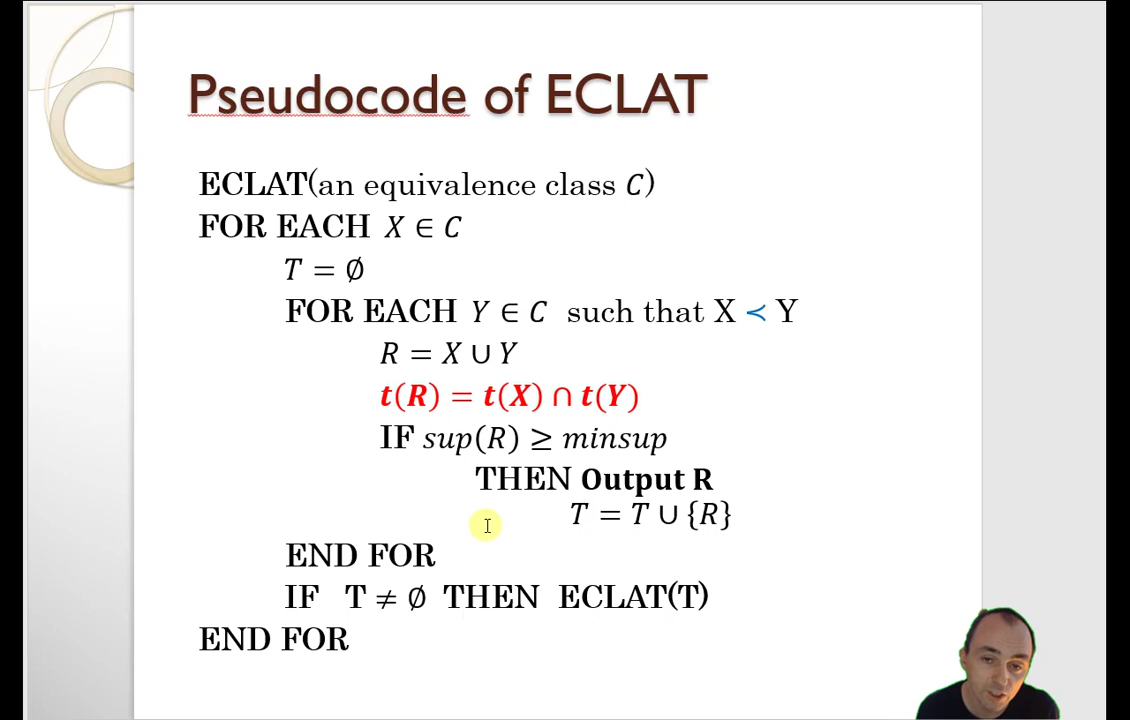 Pseudocode of ECLAT
ECLAT(an equivalence class C)
FOR EACH X ∈ C
T = ∅
FOR EACH Y ∈ C such that X ≺ Y
R = X ∪ Y
t(R) = t(X) ∩ t(Y)
IF sup(R) ≥ minsup
THEN Output R
T = T ∪ {R}
END FOR
IF T ≠ ∅ THEN ECLAT(T)
END FOR